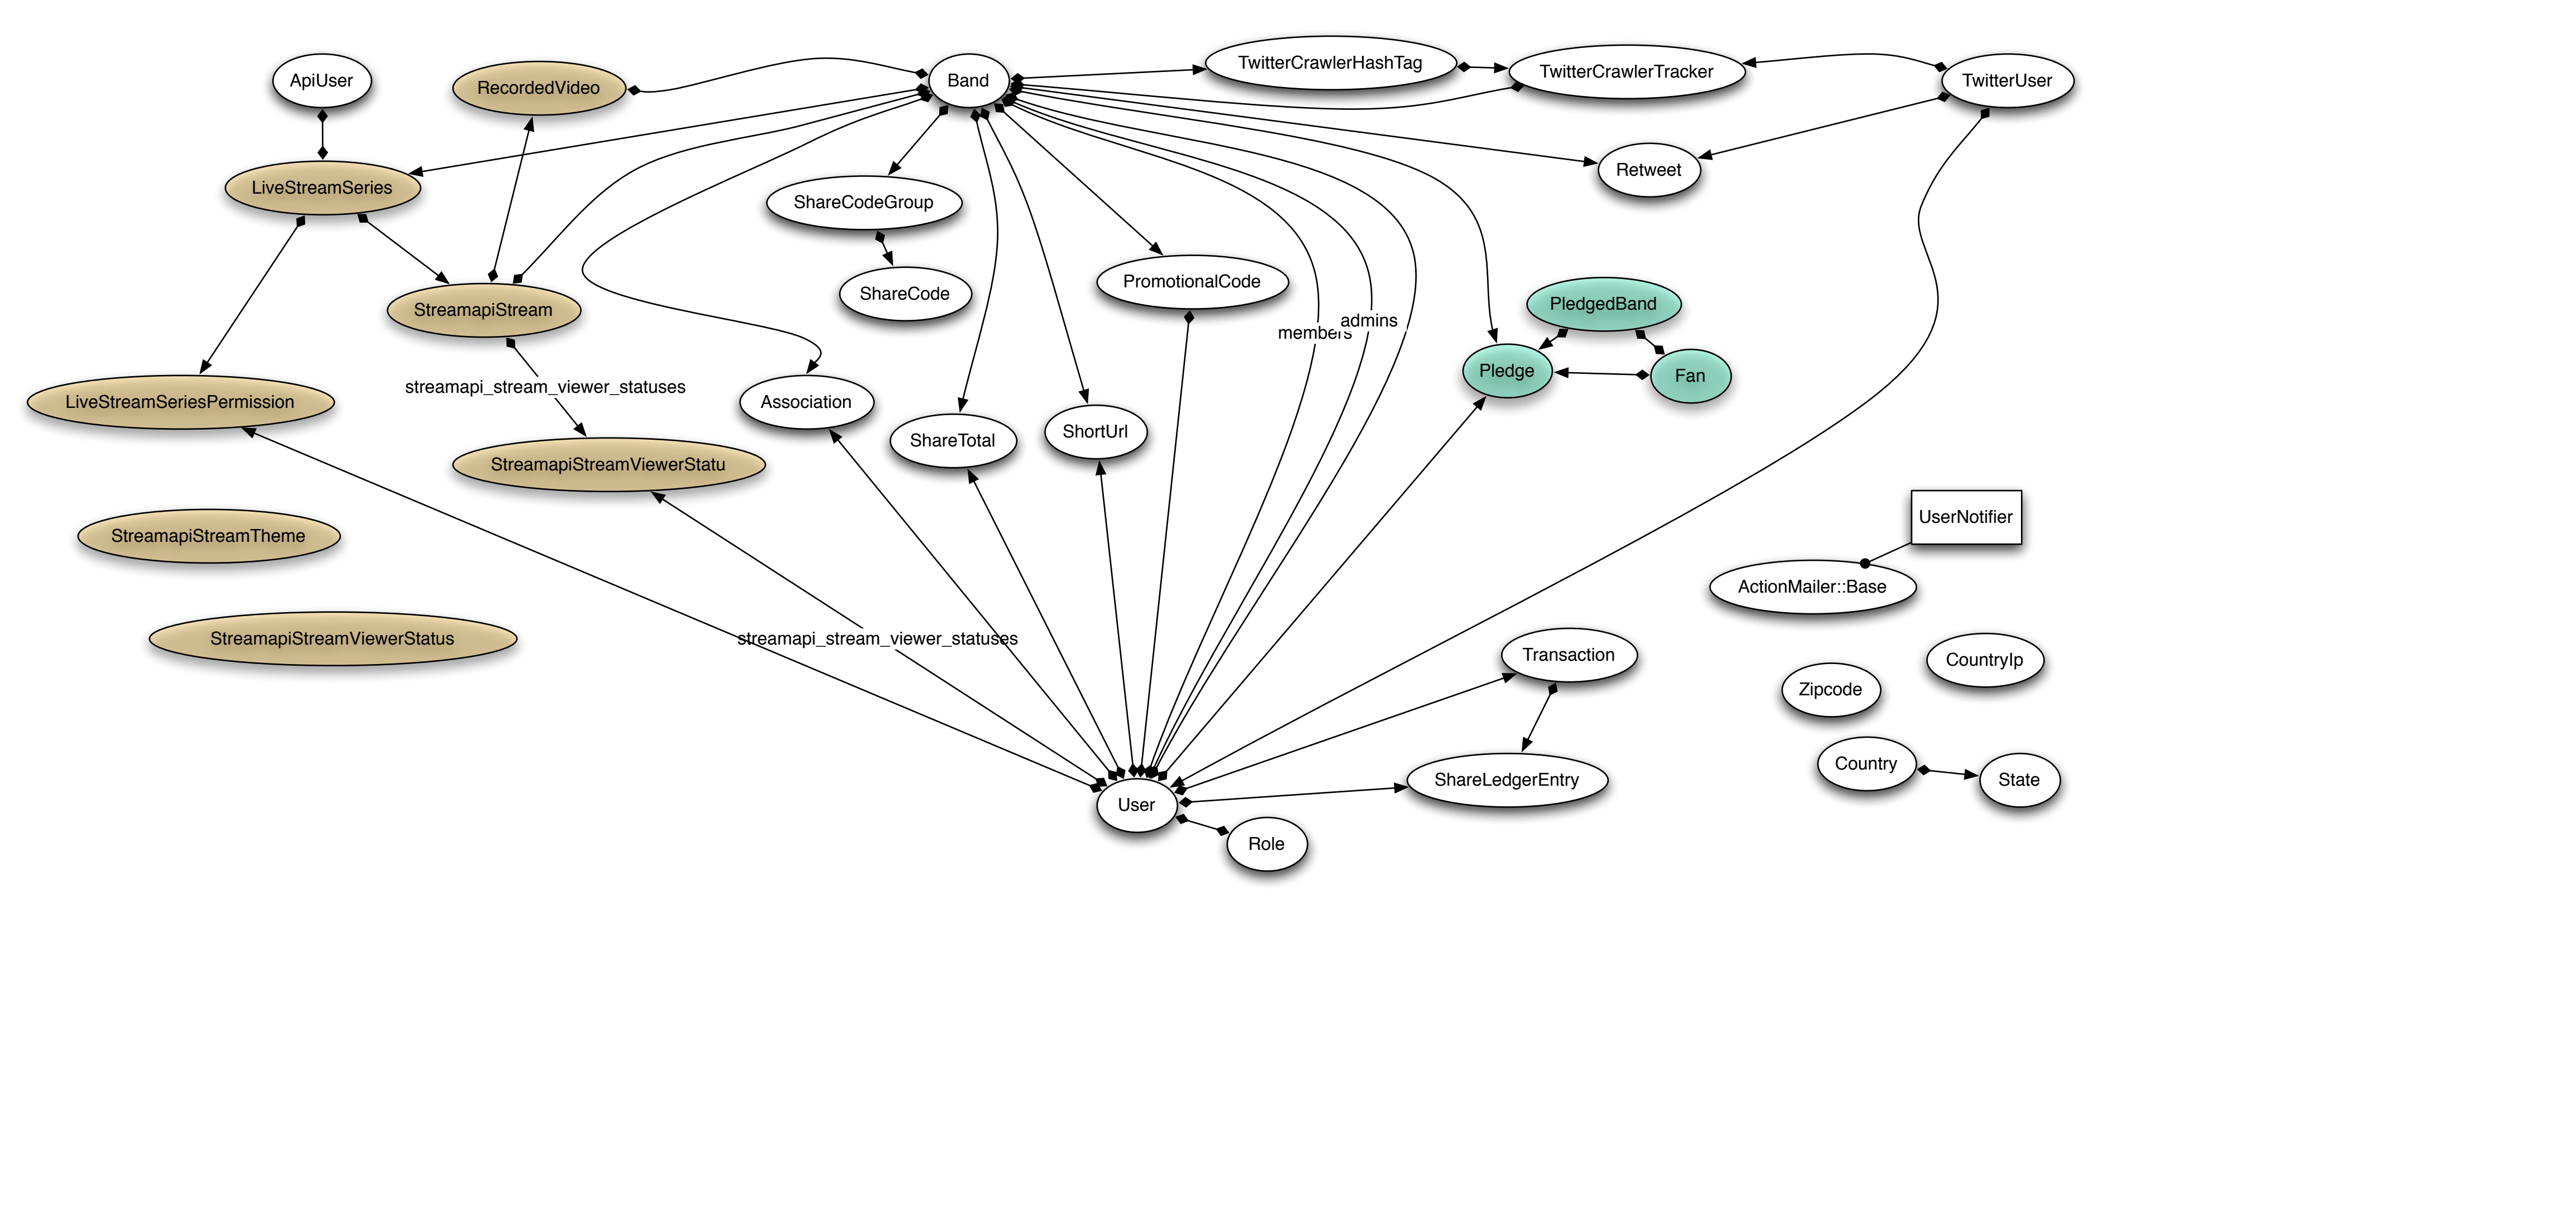 ApiUser
RecordedVideo
Band
TwitterCrawlerHashTag
TwitterCrawlerTracker
TwitterUser
LiveStreamSeries
ShareCodeGroup
Retweet
StreamapiStream
ShareCode
PromotionalCode
PledgedBand
members
admins
Pledge
Fan
streamapi_stream_viewer_statuses
LiveStreamSeriesPermission
Association
ShareTotal
ShortUrl
StreamapiStreamViewerStatu
StreamapiStreamTheme
UserNotifier
ActionMailer::Base
StreamapiStreamViewerStatus
streamapi_stream_viewer_statuses
Transaction
CountryIp
Zipcode
Country
State
User
ShareLedgerEntry
Role